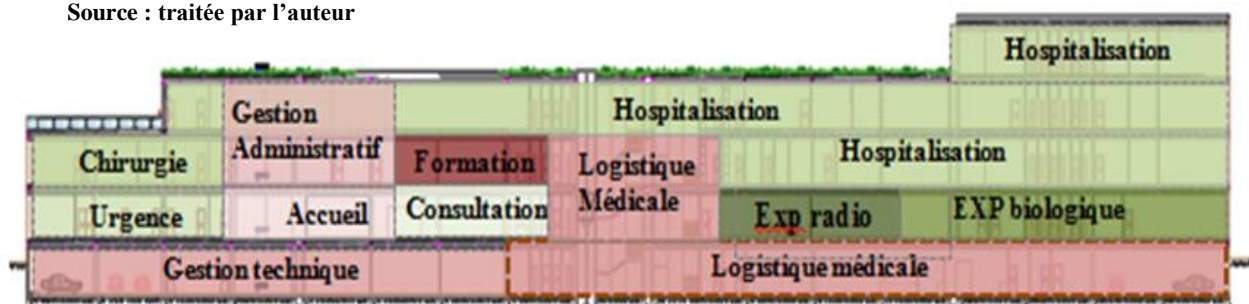 Source : traitée par l’auteur
Hospitalisation
Gestion
Administratif
Hospitalisation
Chirurgie
Formation
Logistique
Médicale
Hospitalisation
Urgence
Accueil
Consultation
Exp radio
EXP biologique
Gestion technique
Logistique médicale